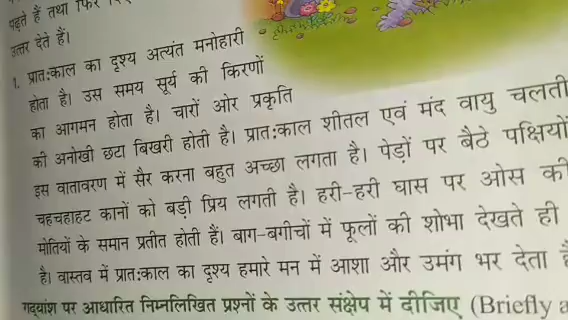 पढ़ते हैं तथा फिर
उत्तर देते हैं।
1. प्रात:काल का दृश्य अत्यंत मनोहारी
होता है। उस समय सूर्य की किरणों
का आगमन होता है। चारों ओर प्रकृति
की अनोखी छटा बिखरी होती है। प्रात:काल शीतल एवं मंद वायु चलती
इस वातावरण में सैर करना बहुत अच्छा लगता है। पेड़ों पर बैठे पक्षियों
चहचहाहट कानों को बड़ी प्रिय लगती है। हरी-हरी घास पर ओस की
मोतियों के समान प्रतीत होती हैं। बाग-बगीचों में फूलों की शोभा देखते ही
है। वास्तव में प्रात:काल का दृश्य हमारे मन में आशा और उमंग भर देता
गद्यांश पर आधारित निम्नलिखित प्रश्नों के उत्तर संक्षेप में दीजिए (Briefly